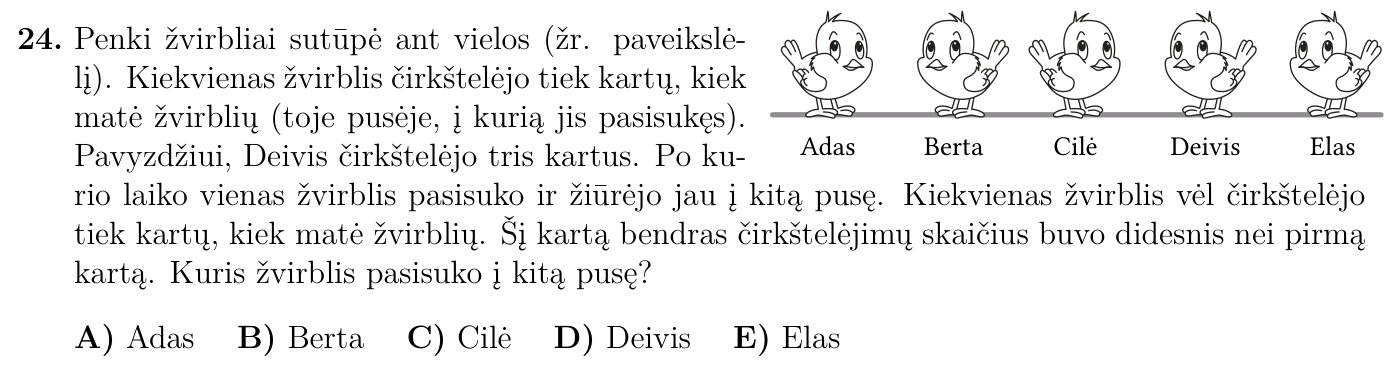 24. Penki žvirbliai sutūpė ant vielos (žr. paveikslė-
lį). Kiekvienas žvirblis čirkštelėjo tiek kartų, kiek
matė žvirblių (toje pusėje, į kurią jis pasisukęs).
Pavyzdžiui, Deivis čirkštelėjo tris kartus. Po ku-
rio laiko vienas žvirblis pasisuko ir žiūrėjo jau į kitą pusę. Kiekvienas žvirblis vėl čirkštelėjo
tiek kartų, kiek matė žvirblių. Šį kartą bendras čirkštelėjimų skaičius buvo didesnis nei pirmą
kartą. Kuris žvirblis pasisuko į kitą pusę?
Adas Berta Cilė Deivis Elas
A) Adas B) Berta C) Cilė D) Deivis E) Elas